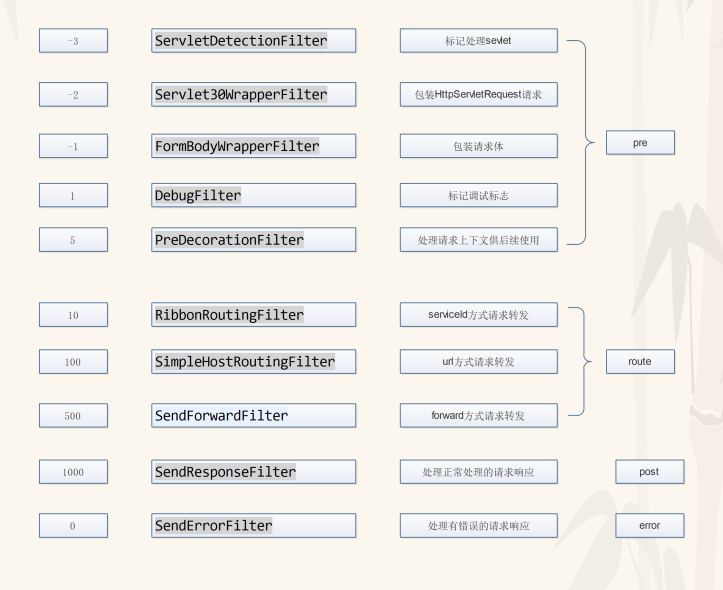 -3 ServletDetectionFilter 标记处理sevlet
-2 Servlet30WrapperFilter 包装HttpServletRequest请求
-1 FormBodyWrapperFilter 包装请求体 pre
1 DebugFilter 标记调试标志
5 PreDecorationFilter 处理请求上下文供后续使用
10 RibbonRoutingFilter serviceId方式请求转发
100 SimpleHostRoutingFilter url方式请求转发 route
500 SendForwardFilter forward方式请求转发
1000 SendResponseFilter 处理正常处理的请求响应 post
0 SendErrorFilter 处理有错误的请求响应 error